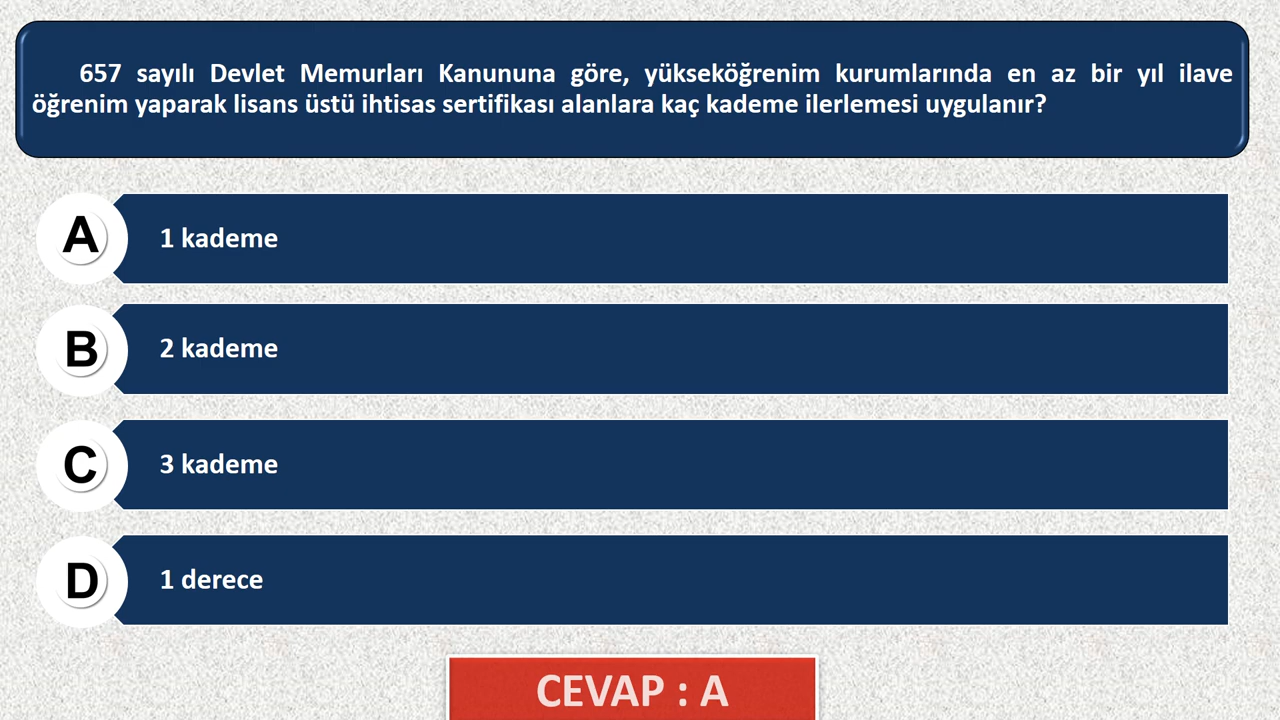 657 sayılı Devlet Memurları Kanununa göre, yükseköğrenim kurumlarında en az bir yıl ilave
öğrenim yaparak lisans üstü ihtisas sertifikası alanlara kaç kademe ilerlemesi uygulanır?
A
1 kademe
B
2 kademe
C
3 kademe
D
1 derece
CEVAP : A